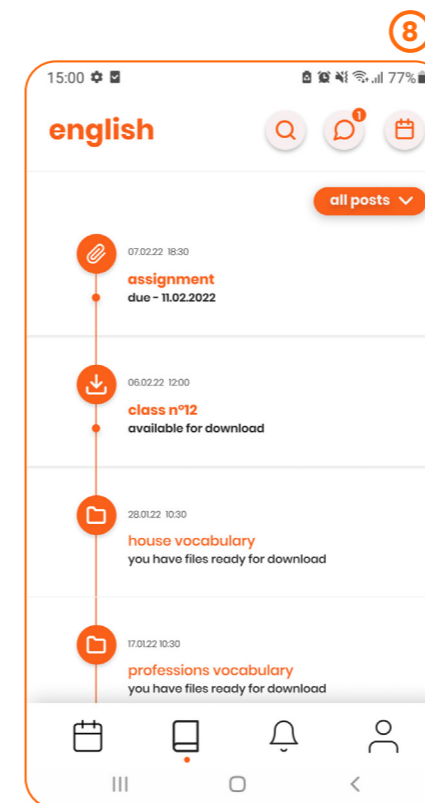 8
15:00 77%
english
1
all posts
07.02.22 18:30
assignment
due - 11.02.2022
06.02.22 12:00
class nº12
available for download
28.01.22 10:30
house vocabulary
you have files ready for download
17.01.22 10:30
professions vocabulary
you have files ready for download